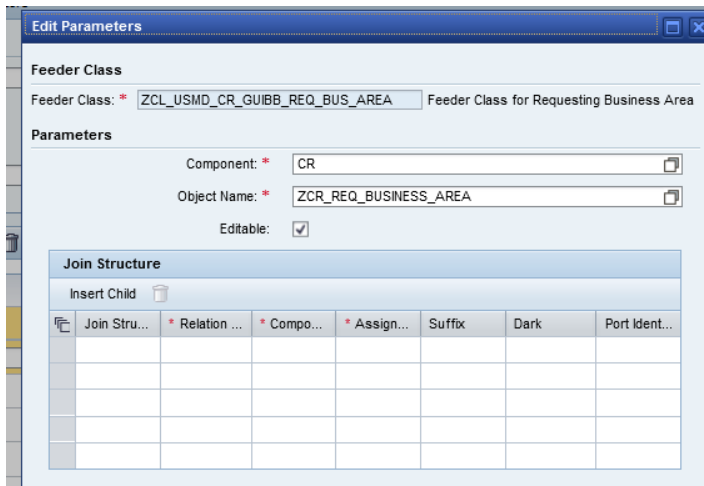 Edit Parameters
Feeder Class
Feeder Class: * ZCL_USMD_CR_GUIBB_REQ_BUS_AREA Feeder Class for Requesting Business Area
Parameters
Component: * CR
Object Name: * ZCR_REQ_BUSINESS_AREA
Editable:
Join Structure
Insert Child
Join Stru... * Relation ... * Compo... * Assign... Suffix Dark Port Ident...